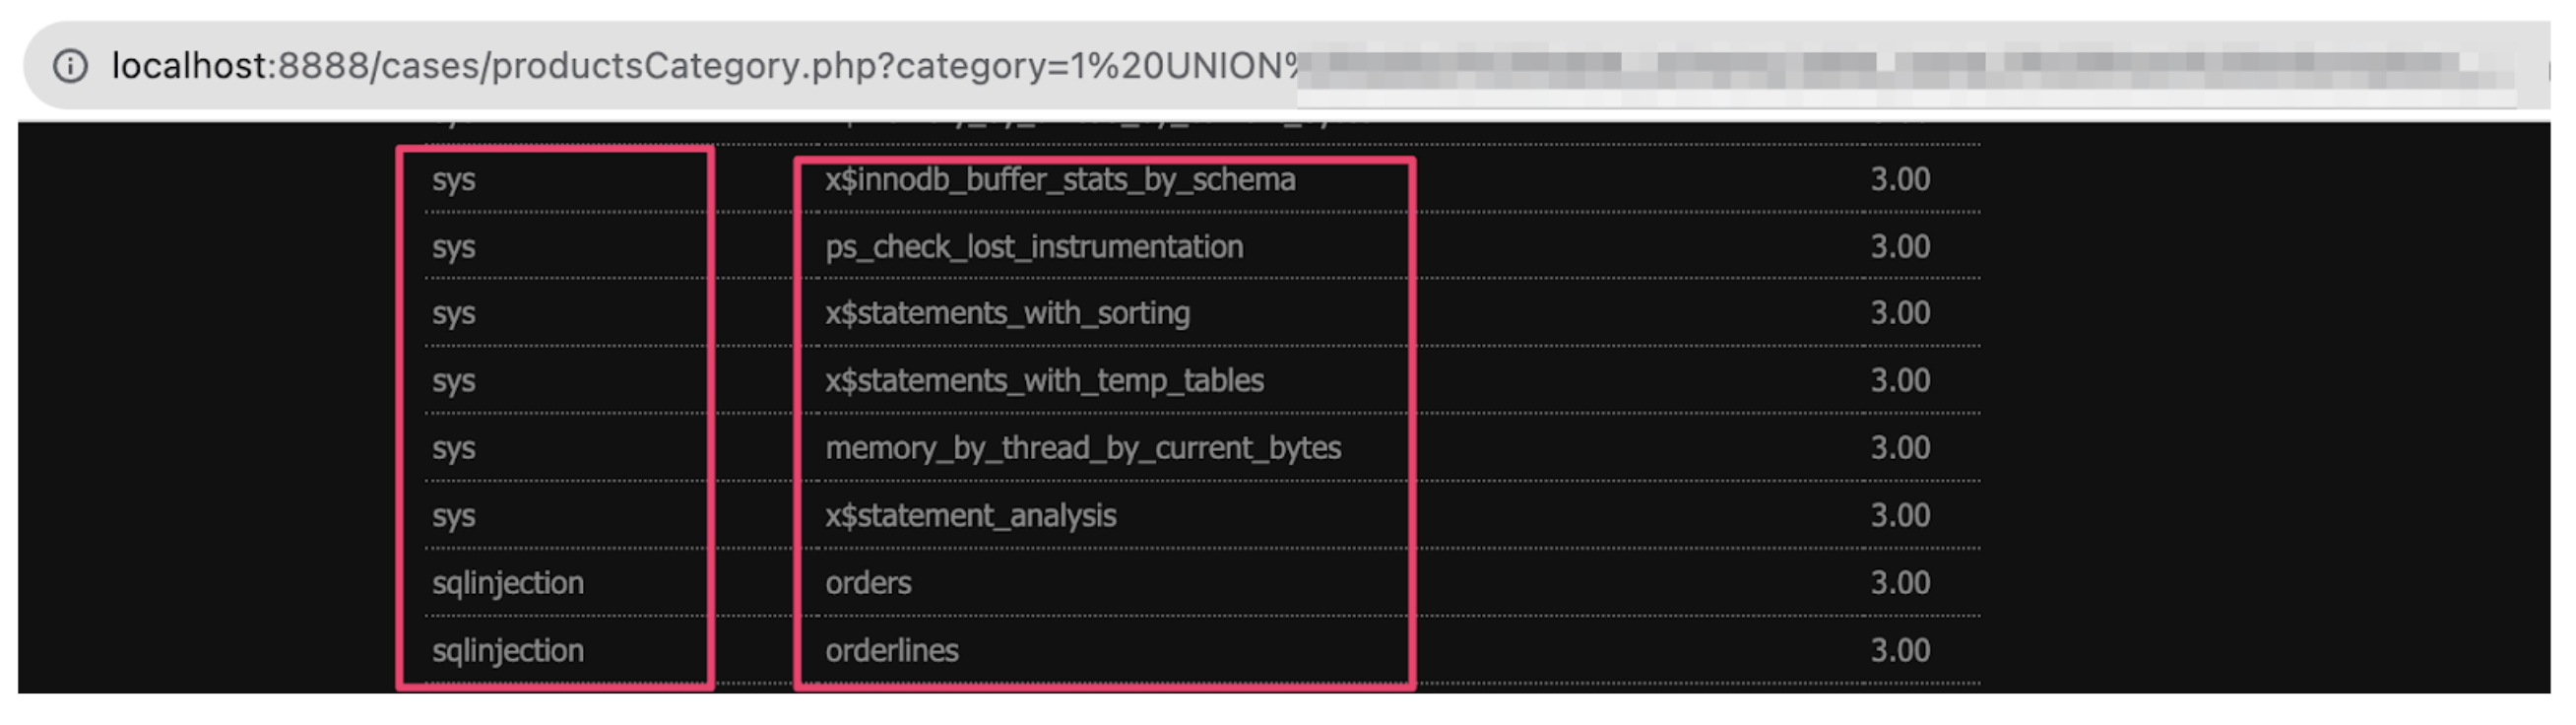 localhost:8888/cases/productsCategory.php?category=1%20UNION%
sys x$innodb_buffer_stats_by_schema 3.00
sys ps_check_lost_instrumentation 3.00
sys x$statements_with_sorting 3.00
sys x$statements_with_temp_tables 3.00
sys memory_by_thread_by_current_bytes 3.00
sys x$statement_analysis 3.00
sqlinjection orders 3.00
sqlinjection orderlines 3.00